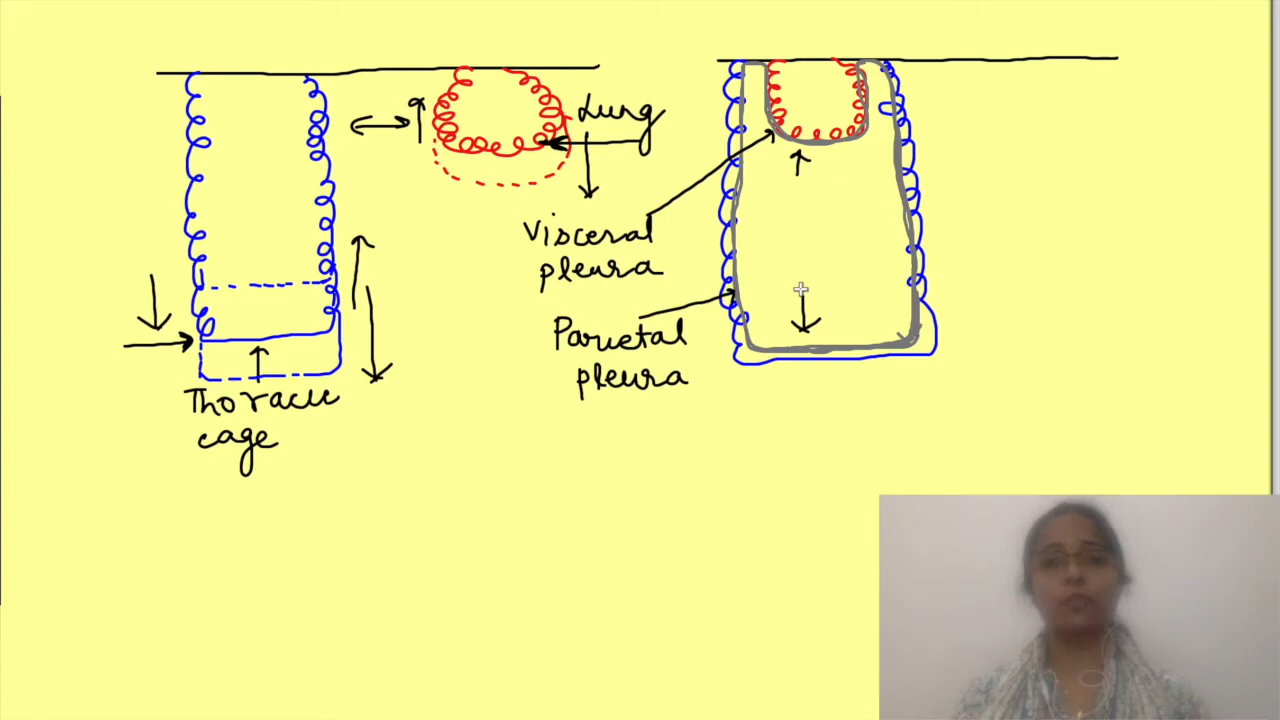 Lung
Visceral
pleura
Parietal
pleura
Thoracic
cage